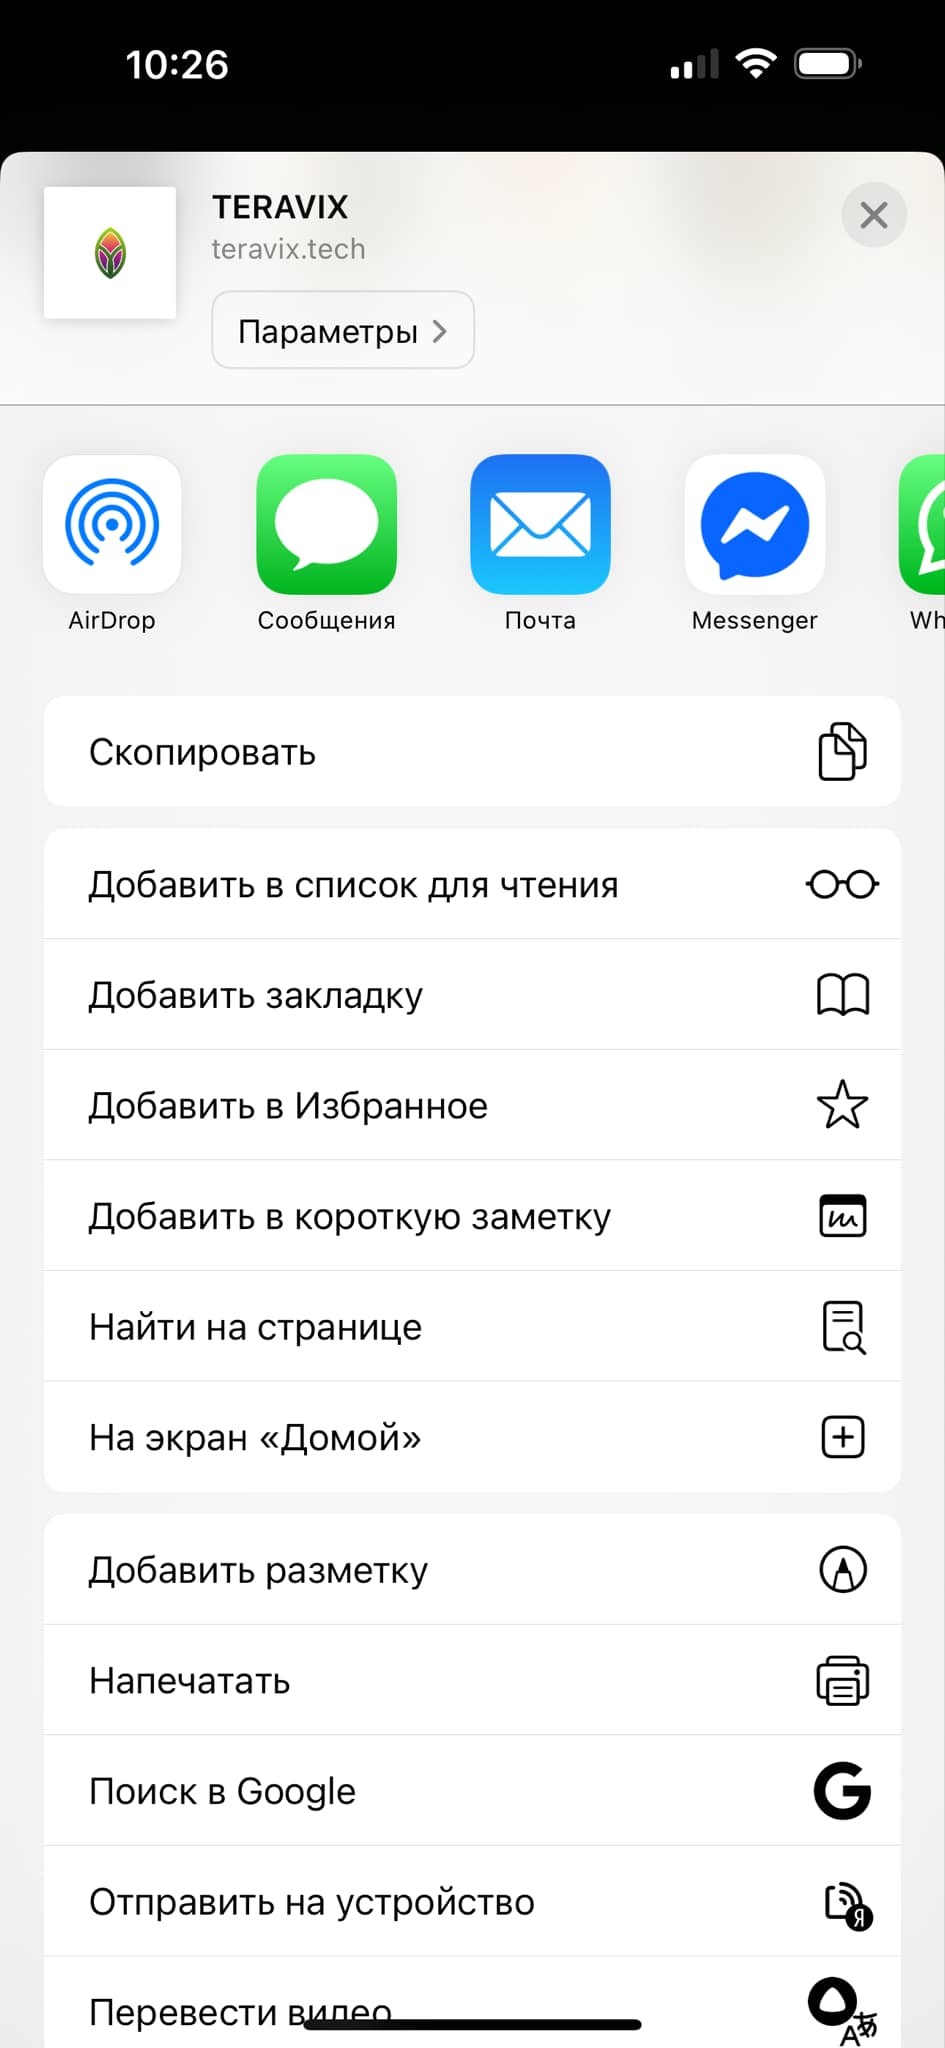 10:26
TERAVIX
teravix.tech
Параметры
AirDrop
Сообщения
Почта
Messenger
Wh
Скопировать
Добавить в список для чтения
Добавить закладку
Добавить в Избранное
Добавить в короткую заметку
Найти на странице
На экран «Домой»
Добавить разметку
Напечатать
Поиск в Google
Отправить на устройство
Перевести видео